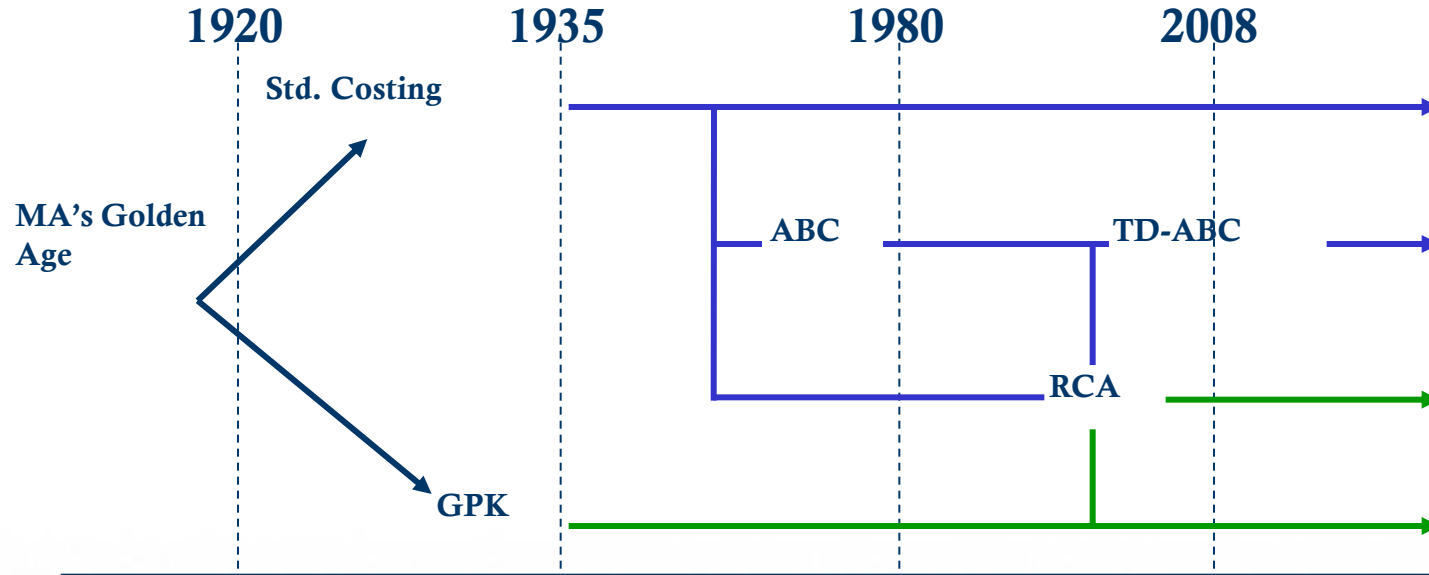 1920 1935 1980 2008
Std. Costing
MA's Golden
Age
ABC
TD-ABC
RCA
GPK